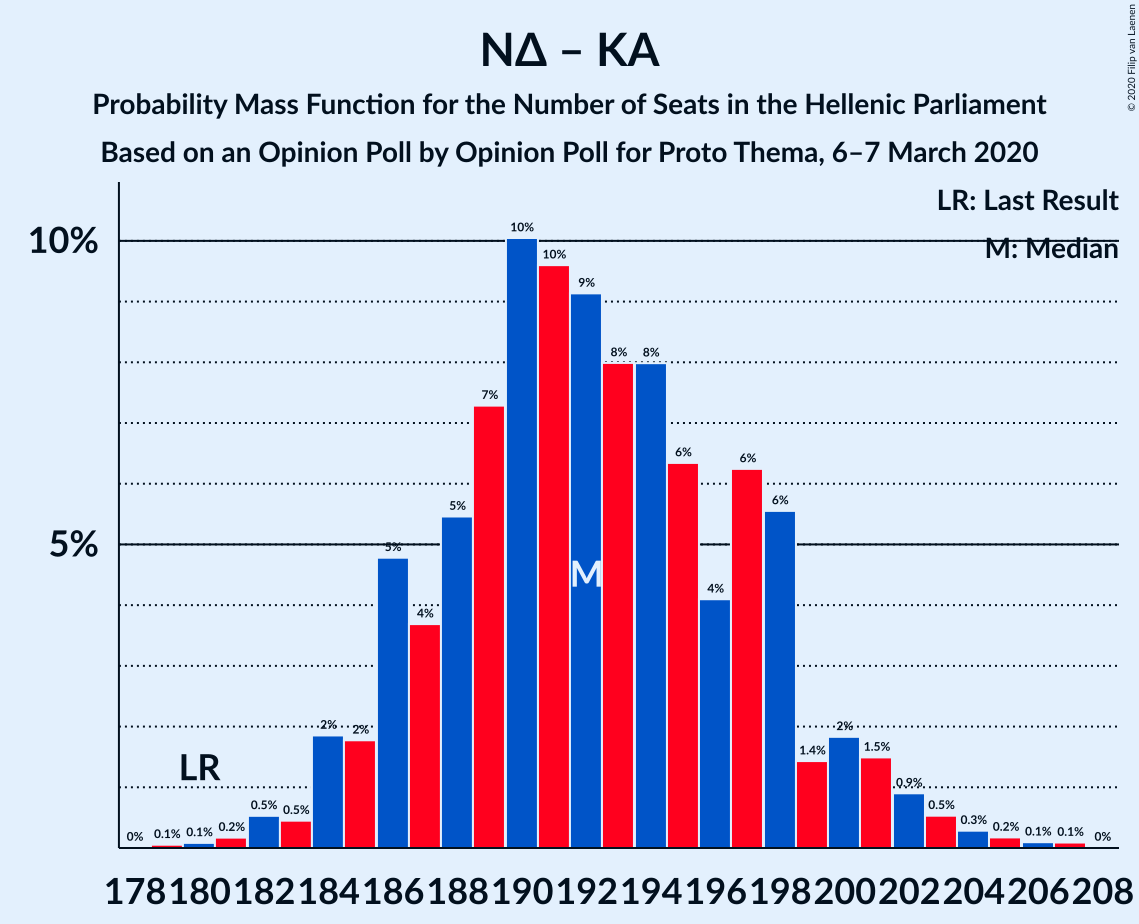 ΝΔ – ΚΑ
Probability Mass Function for the Number of Seats in the Hellenic Parliament
Based on an Opinion Poll by Opinion Poll for Proto Thema, 6–7 March 2020
© 2020 Filip van Laenen
LR: Last Result
M: Median
10%
5%
0% 0.1% 0.1% 0.2% 0.5% 0.5% 2% 2% 5% 4% 5% 7% 10% 10% 9% 8% 8% 6% 4% 6% 6% 1.4% 2% 1.5% 0.9% 0.5% 0.3% 0.2% 0.1% 0.1% 0%
LR
M
178 180 182 184 186 188 190 192 194 196 198 200 202 204 206 208